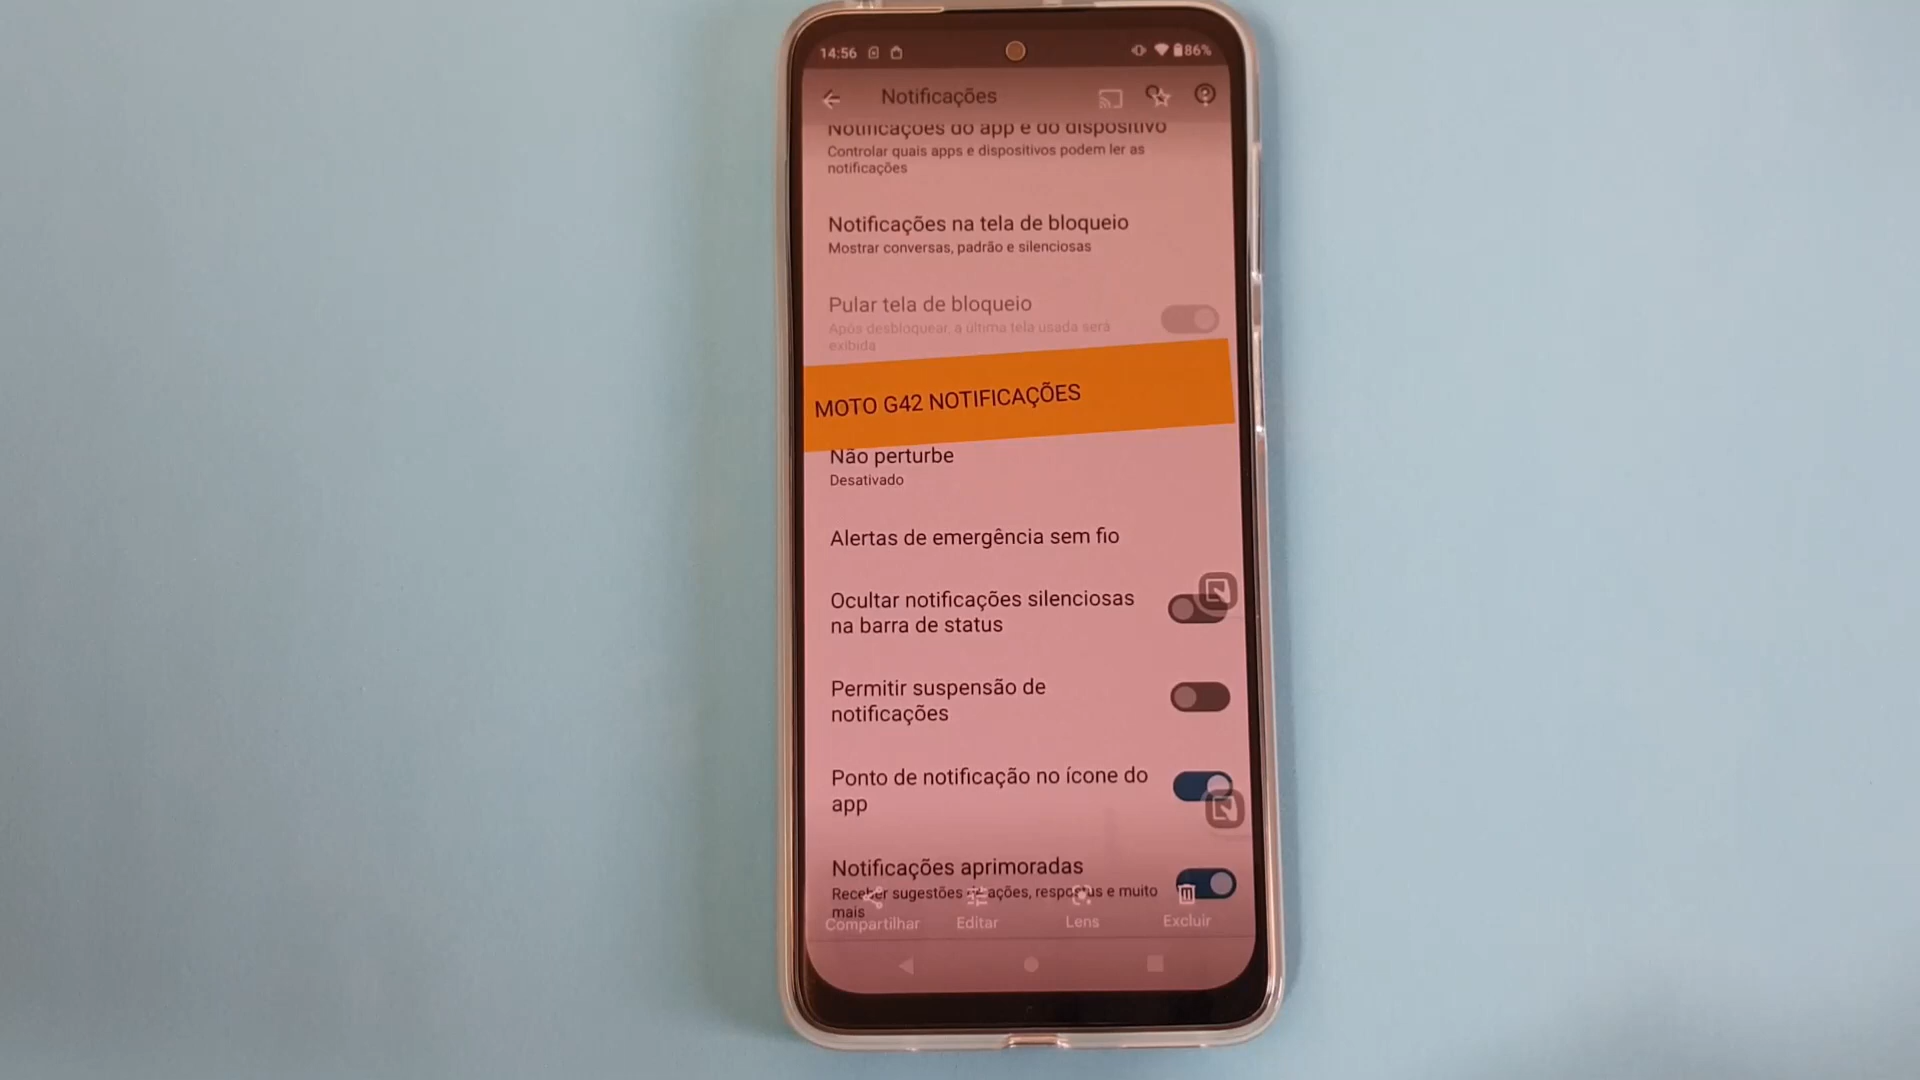 14:56
86%
Notificações
Notificações do app e do dispositivo
Controlar quais apps e dispositivos podem ler as
notificações
Notificações na tela de bloqueio
Mostrar conversas, padrão e silenciosas
Pular tela de bloqueio
Após desbloquear, a última tela usada será
exibida
MOTO G42 NOTIFICAÇÕES
Não perturbe
Desativado
Alertas de emergência sem fio
Ocultar notificações silenciosas
na barra de status
Permitir suspensão de
notificações
Ponto de notificação no ícone do
app
Notificações aprimoradas
Receber sugestões de ações, respostas e muito
mais
Compartilhar
Editar
Lens
Excluir